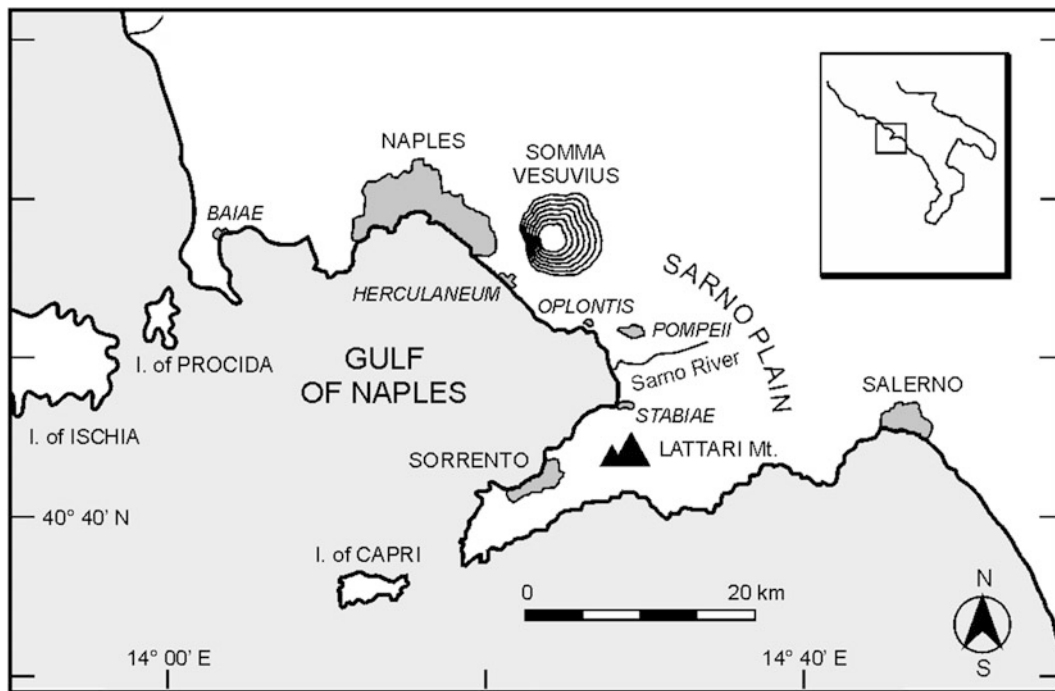 NAPLES
SOMMA
VESUVIUS
BAIAE
HERCULANEUM
OPLONTIS
POMPEII
SARNO PLAIN
Sarno River
I. of PROCIDA
GULF
OF NAPLES
SALERNO
STABIAE
I. of ISCHIA
SORRENTO
LATTARI Mt.
40° 40' N
I. of CAPRI
0 20 km
N
S
14° 00' E
14° 40' E